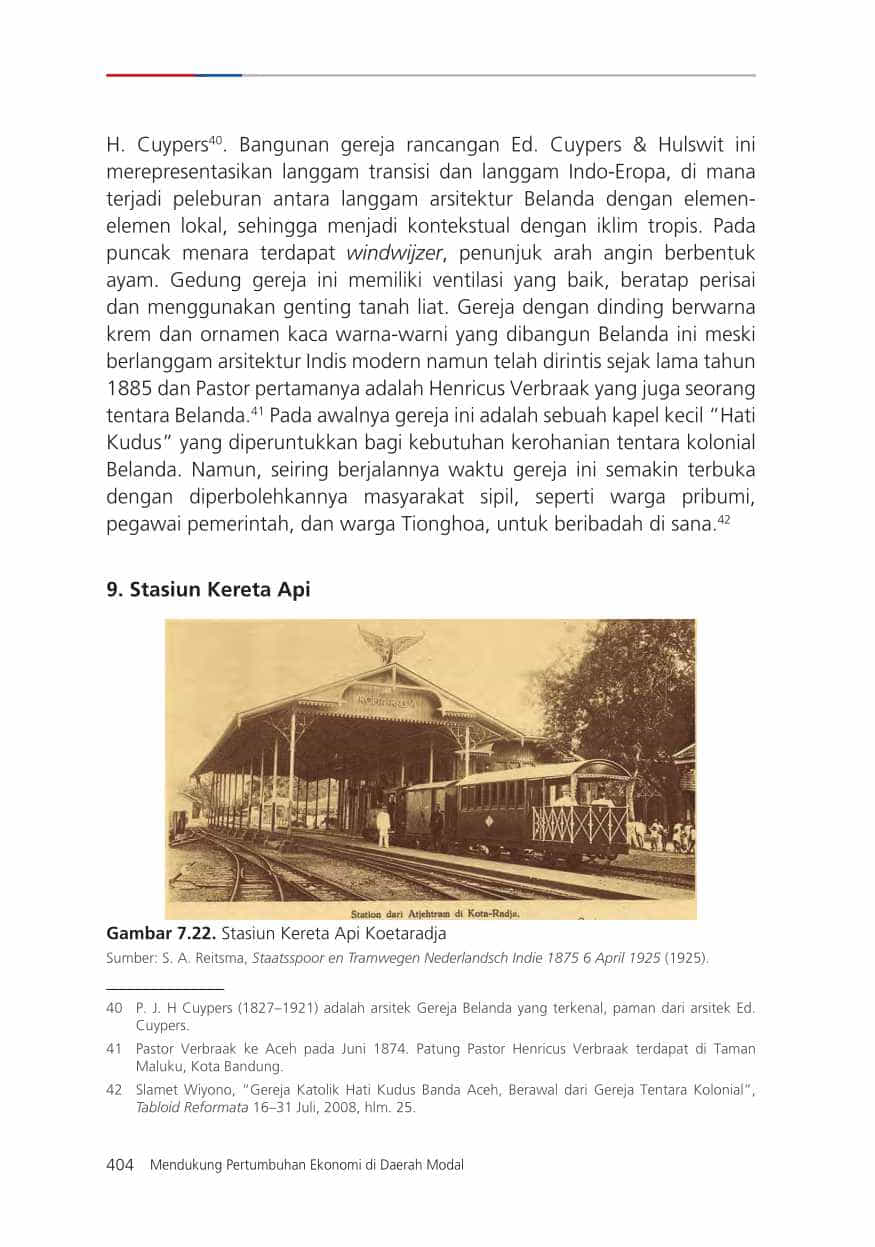 H. Cuypers⁴⁰. Bangunan gereja rancangan Ed. Cuypers & Hulswit ini
merepresentasikan langgam transisi dan langgam Indo-Eropa, di mana
terjadi peleburan antara langgam arsitektur Belanda dengan elemen-
elemen lokal, sehingga menjadi kontekstual dengan iklim tropis. Pada
puncak menara terdapat windwijzer, penunjuk arah angin berbentuk
ayam. Gedung gereja ini memiliki ventilasi yang baik, beratap perisai
dan menggunakan genting tanah liat. Gereja dengan dinding berwarna
krem dan ornamen kaca warna-warni yang dibangun Belanda ini meski
berlanggam arsitektur Indis modern namun telah dirintis sejak lama tahun
1885 dan Pastor pertamanya adalah Henricus Verbraak yang juga seorang
tentara Belanda.⁴¹ Pada awalnya gereja ini adalah sebuah kapel kecil “Hati
Kudus” yang diperuntukkan bagi kebutuhan kerohanian tentara kolonial
Belanda. Namun, seiring berjalannya waktu gereja ini semakin terbuka
dengan diperbolehkannya masyarakat sipil, seperti warga pribumi,
pegawai pemerintah, dan warga Tionghoa, untuk beribadah di sana.⁴²
9. Stasiun Kereta Api
Station dari Atjehtram di Kota-Radja.
Gambar 7.22. Stasiun Kereta Api Koetaradja
Sumber: S. A. Reitsma, Staatsspoor en Tramwegen Nederlandsch Indie 1875 6 April 1925 (1925).
40 P. J. H Cuypers (1827–1921) adalah arsitek Gereja Belanda yang terkenal, paman dari arsitek Ed.
Cuypers.
41 Pastor Verbraak ke Aceh pada Juni 1874. Patung Pastor Henricus Verbraak terdapat di Taman
Maluku, Kota Bandung.
42 Slamet Wiyono, “Gereja Katolik Hati Kudus Banda Aceh, Berawal dari Gereja Tentara Kolonial”,
Tabloid Reformata 16–31 Juli, 2008, hlm. 25.
404 Mendukung Pertumbuhan Ekonomi di Daerah Modal